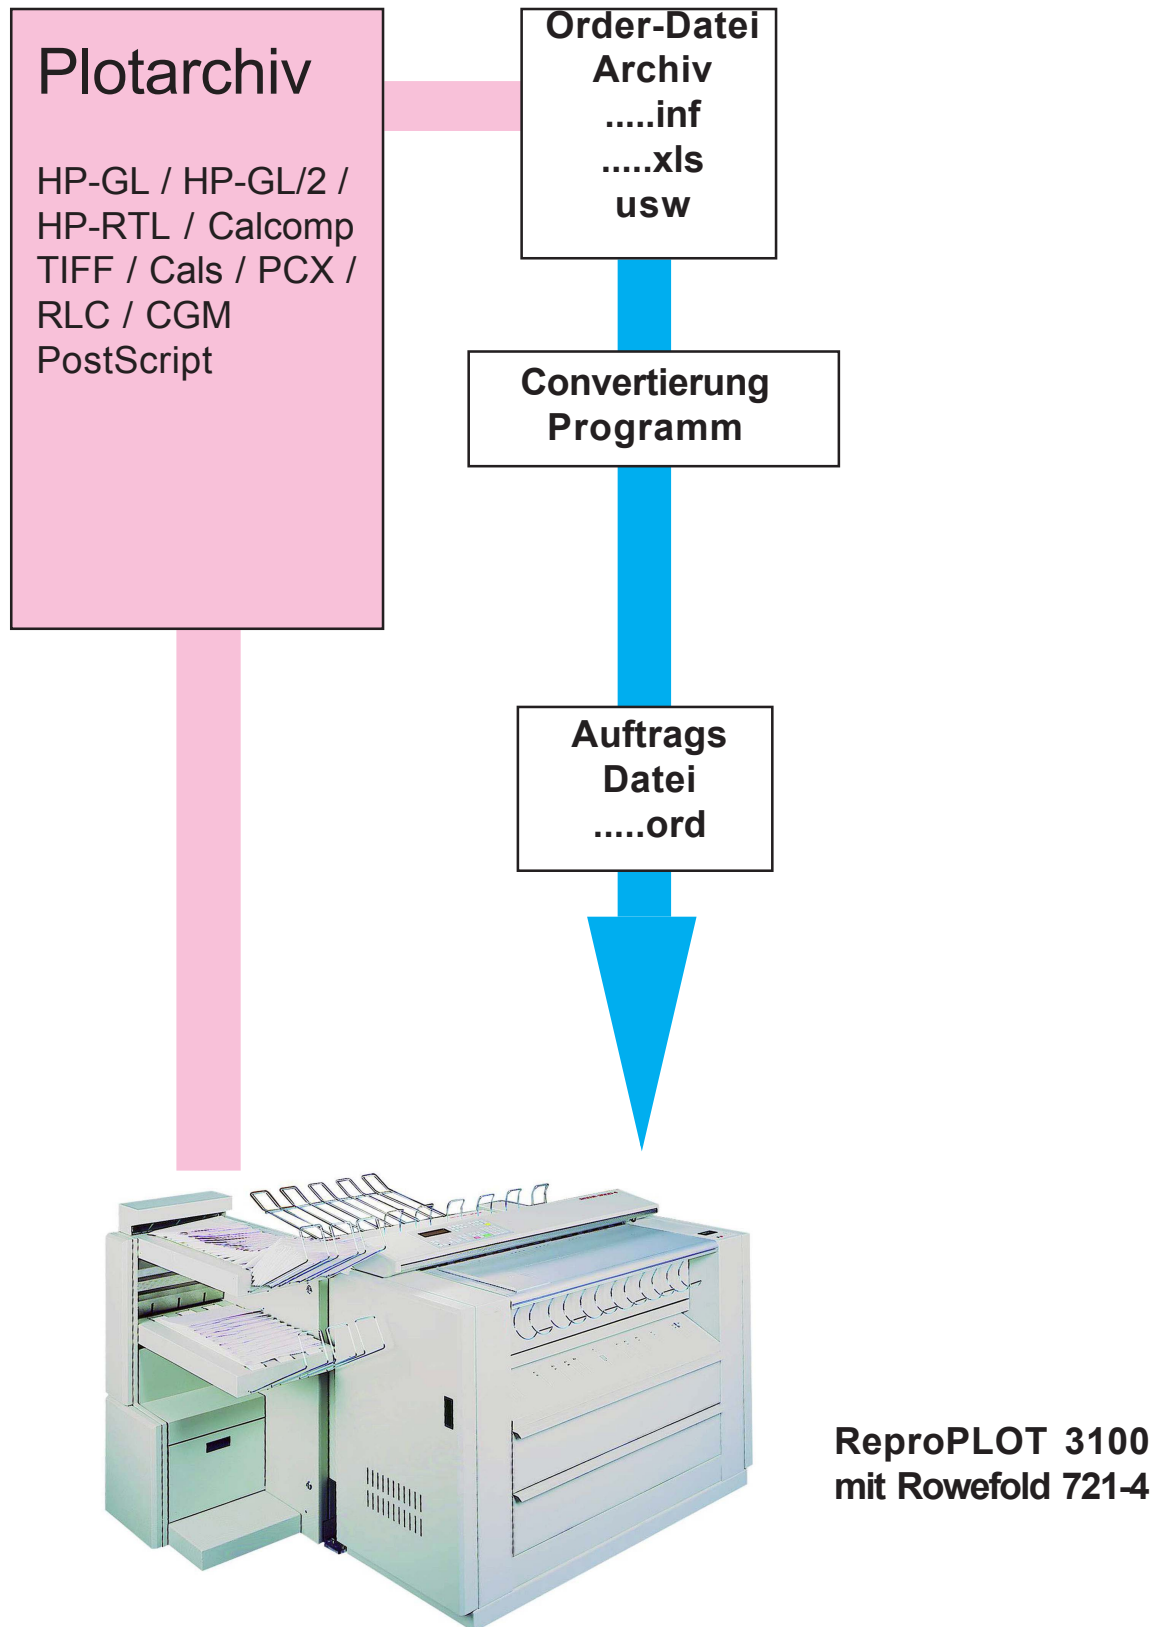 Plotarchiv
HP-GL / HP-GL/2 /
HP-RTL / Calcomp
TIFF / Cals / PCX /
RLC / CGM
PostScript
Order-Datei
Archiv
.....inf
.....xls
usw
Convertierung
Programm
Auftrags
Datei
.....ord
ReproPLOT 3100
mit Rowefold 721-4